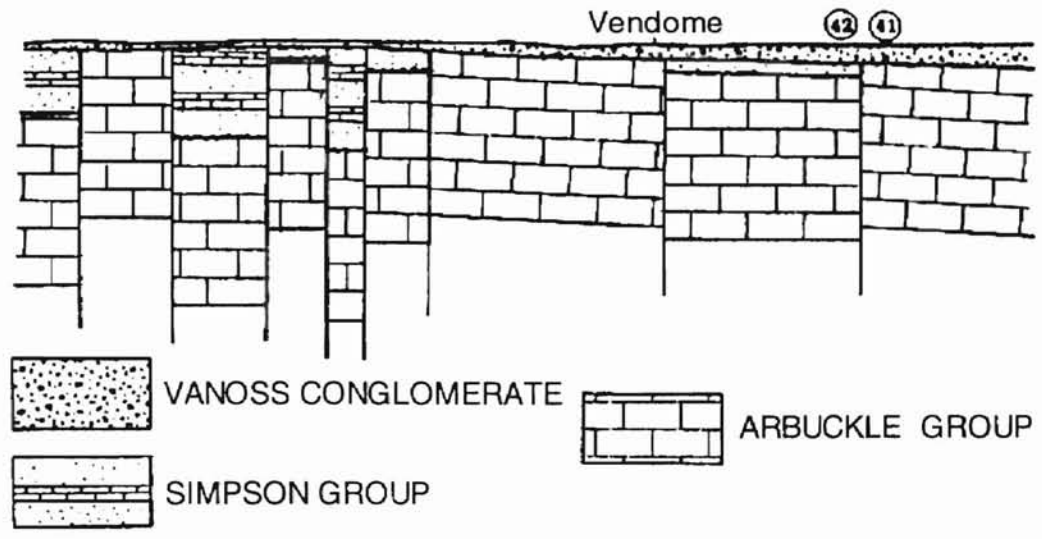 Vendome 42 41
VANOSS CONGLOMERATE
ARBUCKLE GROUP
SIMPSON GROUP